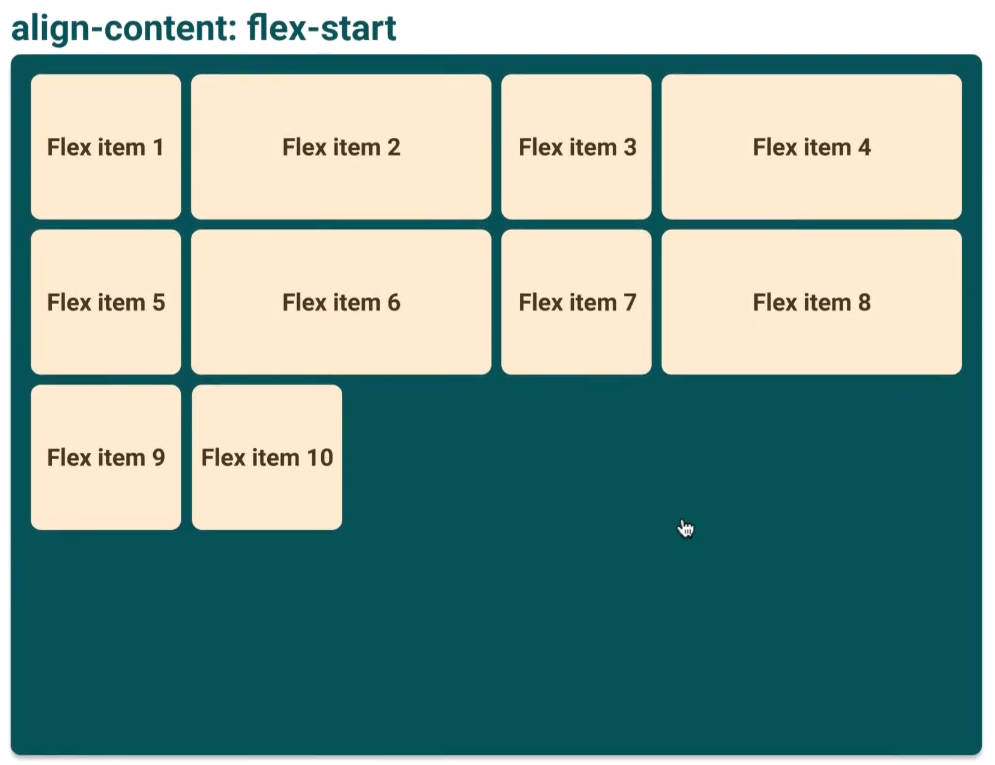 align-content: flex-start
Flex item 1
Flex item 2
Flex item 3
Flex item 4
Flex item 5
Flex item 6
Flex item 7
Flex item 8
Flex item 9
Flex item 10